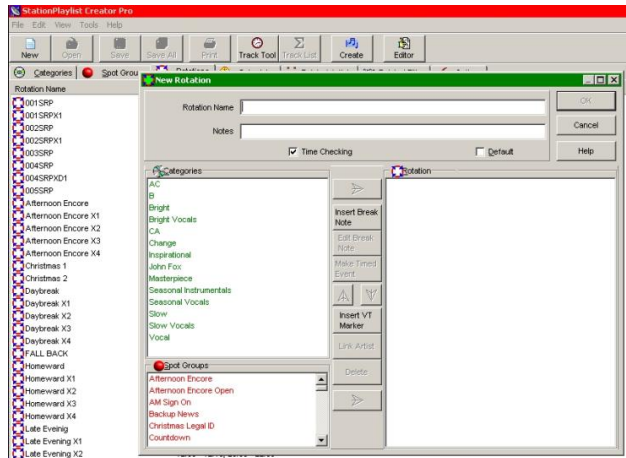 StationPlaylist Creator Pro
File Edit View Tools Help
New Open Save Save All Print Track Tool Track List Create Editor
Categories Spot Grou
Rotation Name
001SRP
001SRPX1
002SRP
002SRPX1
003SRP
004SRP
004SRPXD1
005SRP
Afternoon Encore
Afternoon Encore X1
Afternoon Encore X2
Afternoon Encore X3
Afternoon Encore X4
Christmas 1
Christmas 2
Daybreak
Daybreak X1
Daybreak X2
Daybreak X3
Daybreak X4
FALL BACK
Homeward
Homeward X1
Homeward X2
Homeward X3
Homeward X4
Late Eveinig
Late Evening X1
Late Evening X2
New Rotation
Rotation Name
OK
Notes
Cancel
Time Checking
Default
Help
Categories
AC
B
Bright
Bright Vocals
CA
Change
Inspirational
John Fox
Masterpiece
Seasonal Instrumentals
Seasonal Vocals
Slow
Slow Vocals
Vocal
Insert Break
Note
Edit Break
Note
Make Timed
Event
Insert VT
Marker
Link Artist
Delete
Rotation
Spot Groups
Afternoon Encore
Afternoon Encore Open
AM Sign On
Backup News
Christmas Legal ID
Countdown